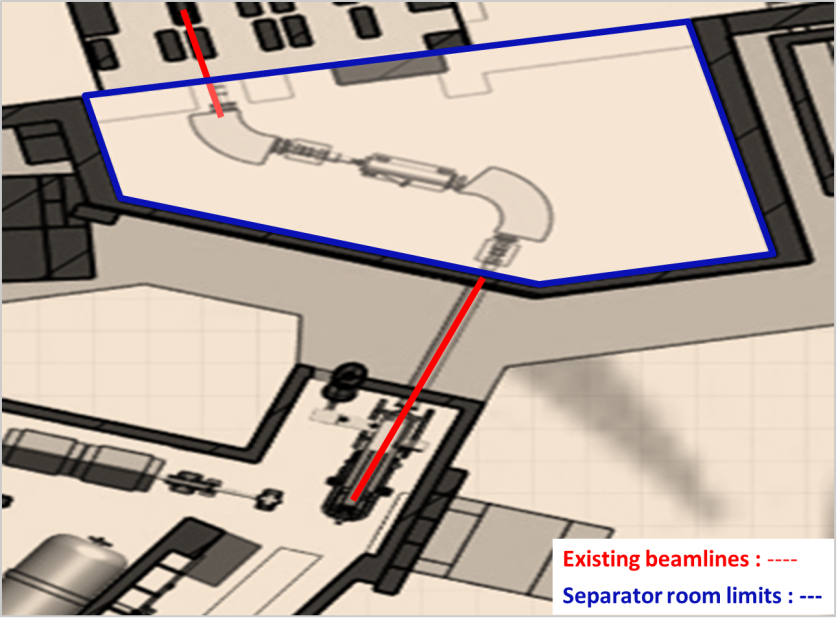 Existing beamlines : ----
Separator room limits : ---